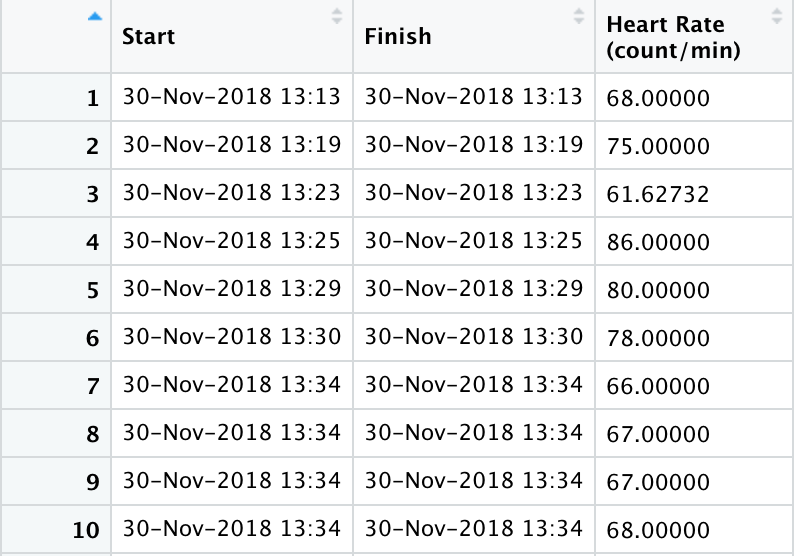 Start Finish Heart Rate
(count/min)
1 30-Nov-2018 13:13 30-Nov-2018 13:13 68.00000
2 30-Nov-2018 13:19 30-Nov-2018 13:19 75.00000
3 30-Nov-2018 13:23 30-Nov-2018 13:23 61.62732
4 30-Nov-2018 13:25 30-Nov-2018 13:25 86.00000
5 30-Nov-2018 13:29 30-Nov-2018 13:29 80.00000
6 30-Nov-2018 13:30 30-Nov-2018 13:30 78.00000
7 30-Nov-2018 13:34 30-Nov-2018 13:34 66.00000
8 30-Nov-2018 13:34 30-Nov-2018 13:34 67.00000
9 30-Nov-2018 13:34 30-Nov-2018 13:34 67.00000
10 30-Nov-2018 13:34 30-Nov-2018 13:34 68.00000